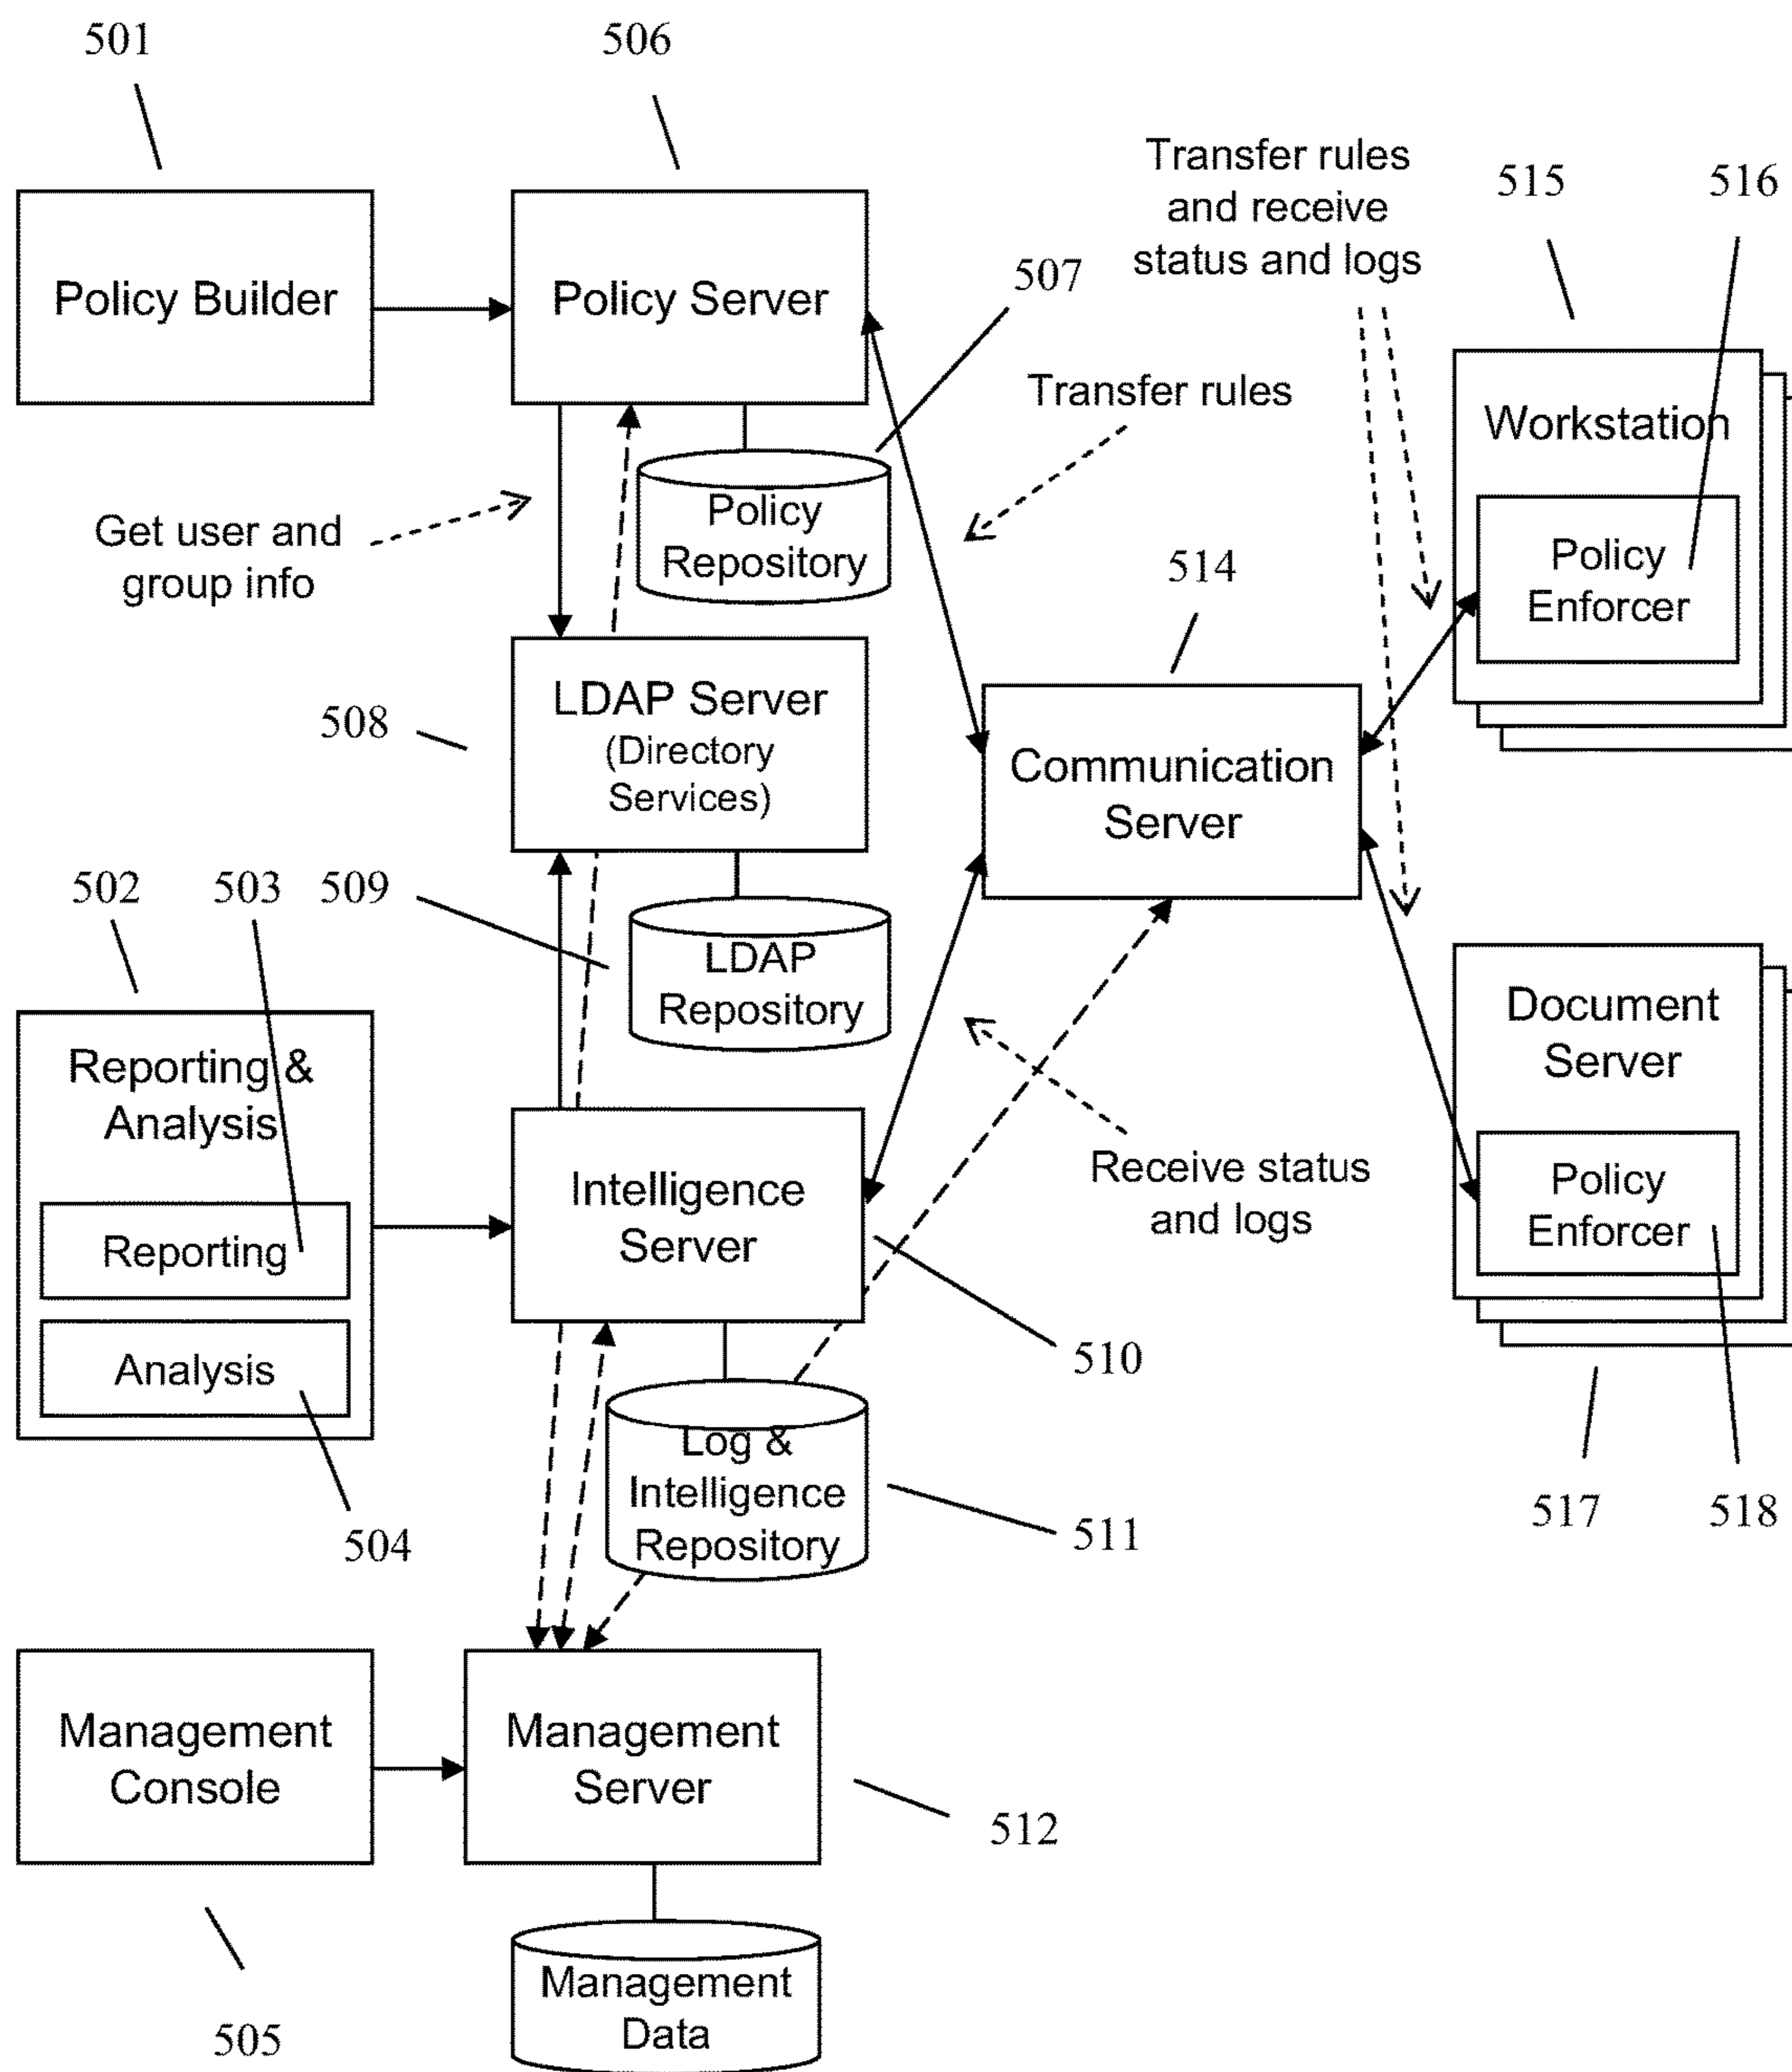 501
506
Transfer rules
and receive
status and logs
515
516
507
Policy Builder
Policy Server
Transfer rules
Workstation
Get user and
group info
Policy
Repository
514
Policy
Enforcer
508
LDAP Server
(Directory
Services)
Communication
Server
502
503
509
LDAP
Repository
Document
Server
Reporting &
Analysis
Reporting
Analysis
Intelligence
Server
Receive status
and logs
Policy
Enforcer
510
504
Log &
Intelligence
Repository
511
517
518
Management
Console
Management
Server
512
505
Management
Data